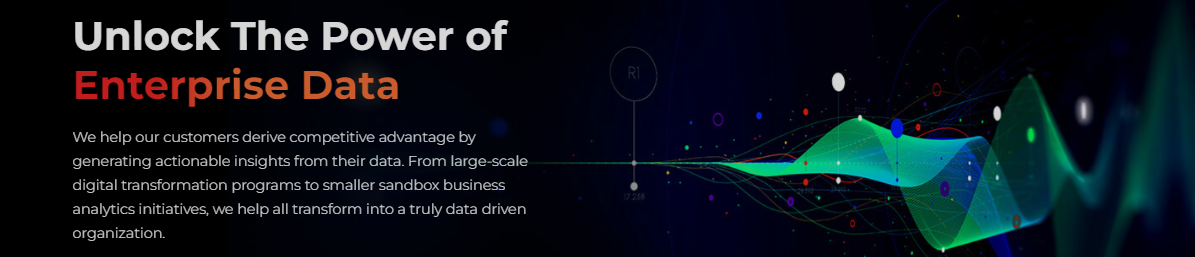 Unlock The Power of
Enterprise Data
We help our customers derive competitive advantage by
generating actionable insights from their data. From large-scale
digital transformation programs to smaller sandbox business
analytics initiatives, we help all transform into a truly data driven
organization.
R1